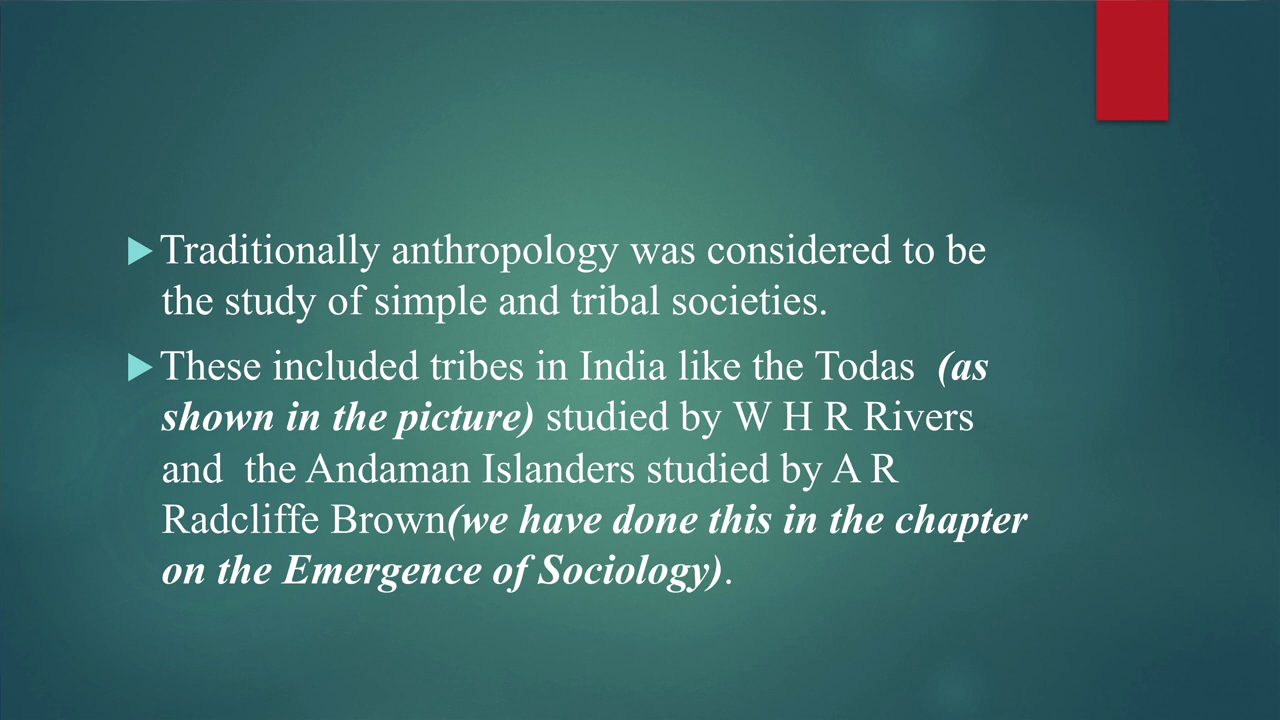 Traditionally anthropology was considered to be
the study of simple and tribal societies.
These included tribes in India like the Todas  (as
shown in the picture) studied by W H R Rivers
and  the Andaman Islanders studied by A R
Radcliffe Brown(we have done this in the chapter
on the Emergence of Sociology).